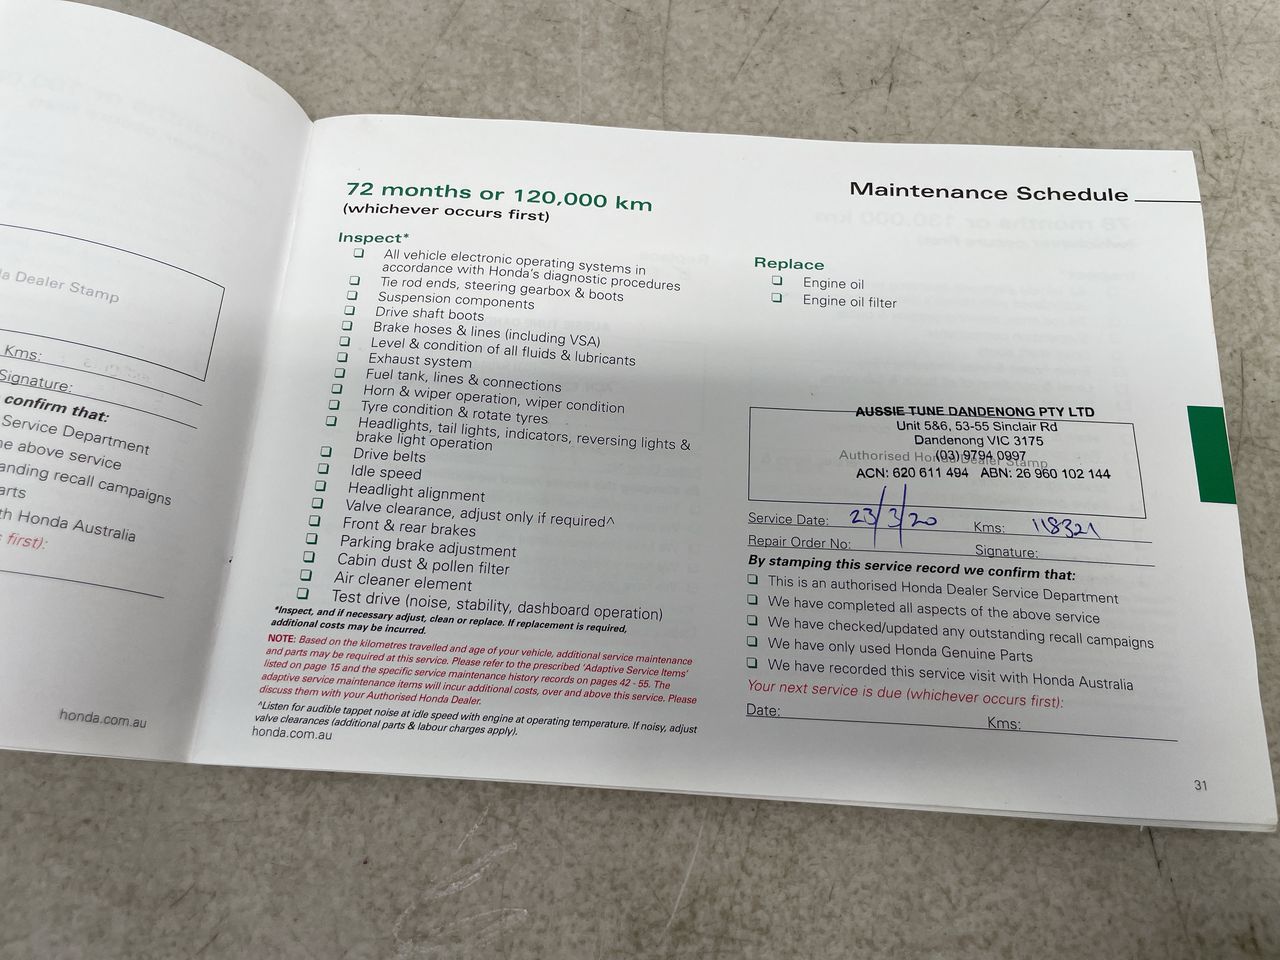 a Dealer Stamp
Kms:
Signature:
confirm that:
Service Department
e above service
anding recall campaigns
arts
th Honda Australia
first):
honda.com.au
72 months or 120,000 km
(whichever occurs first)
Inspect*
All vehicle electronic operating systems in
accordance with Honda's diagnostic procedures
Tie rod ends, steering gearbox & boots
Suspension components
Drive shaft boots
Brake hoses & lines (including VSA)
Level & condition of all fluids & lubricants
Exhaust system
Fuel tank, lines & connections
Horn & wiper operation, wiper condition
Tyre condition & rotate tyres
Headlights, tail lights, indicators, reversing lights &
brake light operation
Drive belts
Idle speed
Headlight alignment
Valve clearance, adjust only if required^
Front & rear brakes
Parking brake adjustment
Cabin dust & pollen filter
Air cleaner element
Test drive (noise, stability, dashboard operation)
*Inspect, and if necessary adjust, clean or replace. If replacement is required,
additional costs may be incurred.
NOTE: Based on the kilometres travelled and age of your vehicle, additional service maintenance
and parts may be required at this service. Please refer to the prescribed 'Adaptive Service Items'
listed on page 15 and the specific service maintenance history records on pages 42 - 55. The
adaptive service maintenance items will incur additional costs, over and above this service. Please
discuss them with your Authorised Honda Dealer.
^Listen for audible tappet noise at idle speed with engine at operating temperature. If noisy, adjust
valve clearances (additional parts & labour charges apply).
honda.com.au
Maintenance Schedule
Replace
Engine oil
Engine oil filter
AUSSIE TUNE DANDENONG PTY LTD
Unit 5&6, 53-55 Sinclair Rd
Dandenong VIC 3175
(03) 9794 0997
Authorised Honda Dealer Stamp
ACN: 620 611 494 ABN: 26 960 102 144
Service Date: 23/3/20 Kms: 118321
Repair Order No: Signature:
By stamping this service record we confirm that:
This is an authorised Honda Dealer Service Department
We have completed all aspects of the above service
We have checked/updated any outstanding recall campaigns
We have only used Honda Genuine Parts
We have recorded this service visit with Honda Australia
Your next service is due (whichever occurs first):
Date: Kms:
31